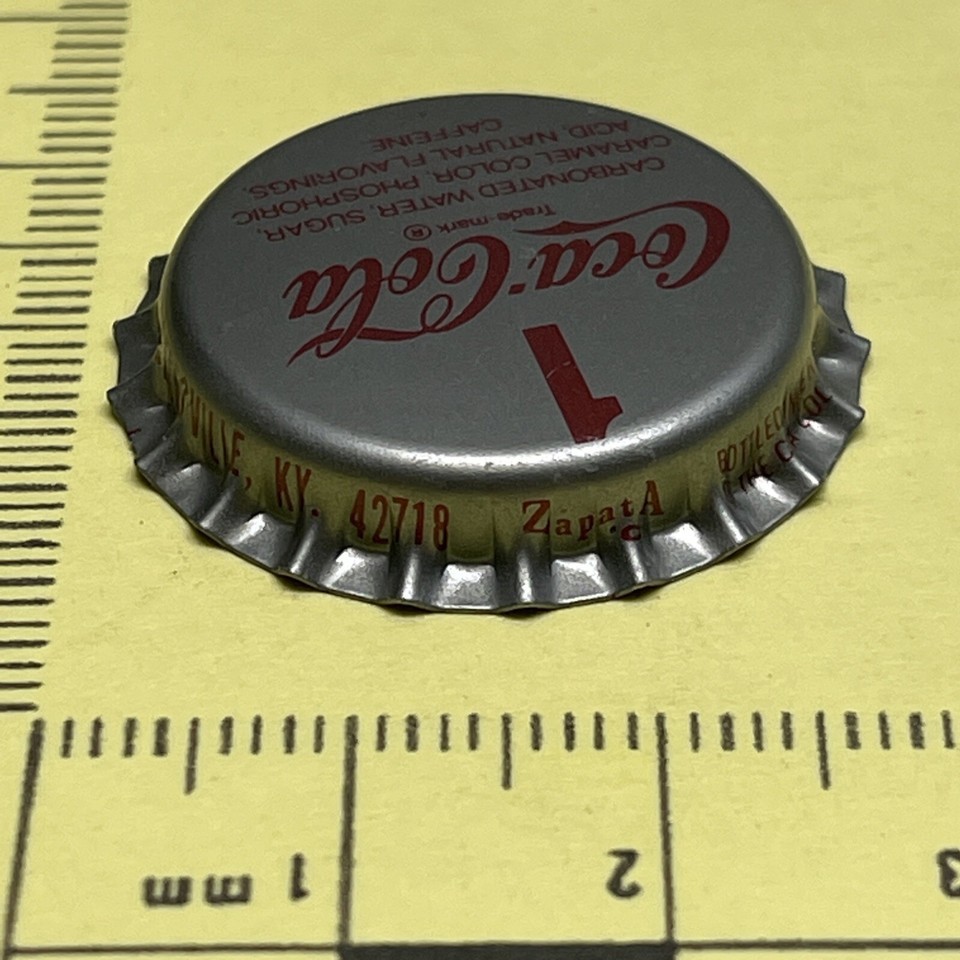 1
Coca-Cola
Trade-mark ®
CARBONATED WATER, SUGAR,
CARAMEL COLOR, PHOSPHORIC
ACID, NATURAL FLAVORINGS,
CAFFEINE
KY. 42718
ZapatA
C
1 mm
2
3